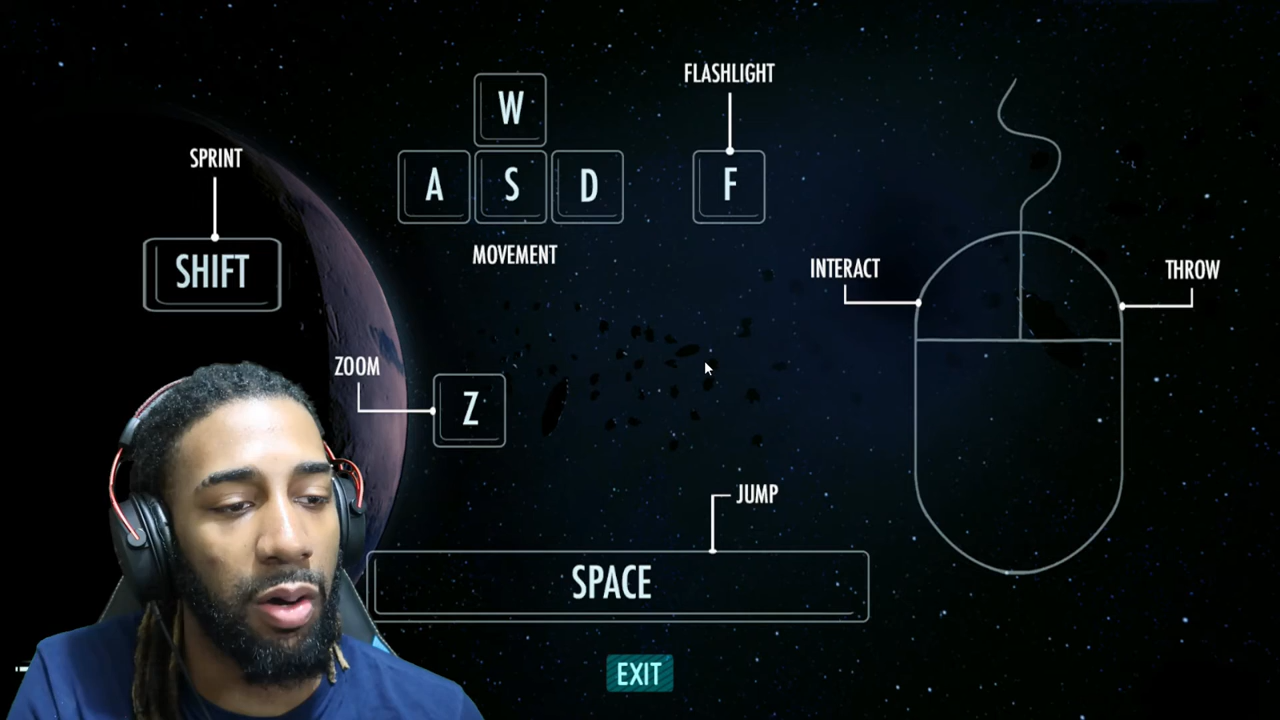 FLASHLIGHT
W
SPRINT
A S D F
MOVEMENT
INTERACT
THROW
SHIFT
ZOOM
Z
JUMP
SPACE
EXIT